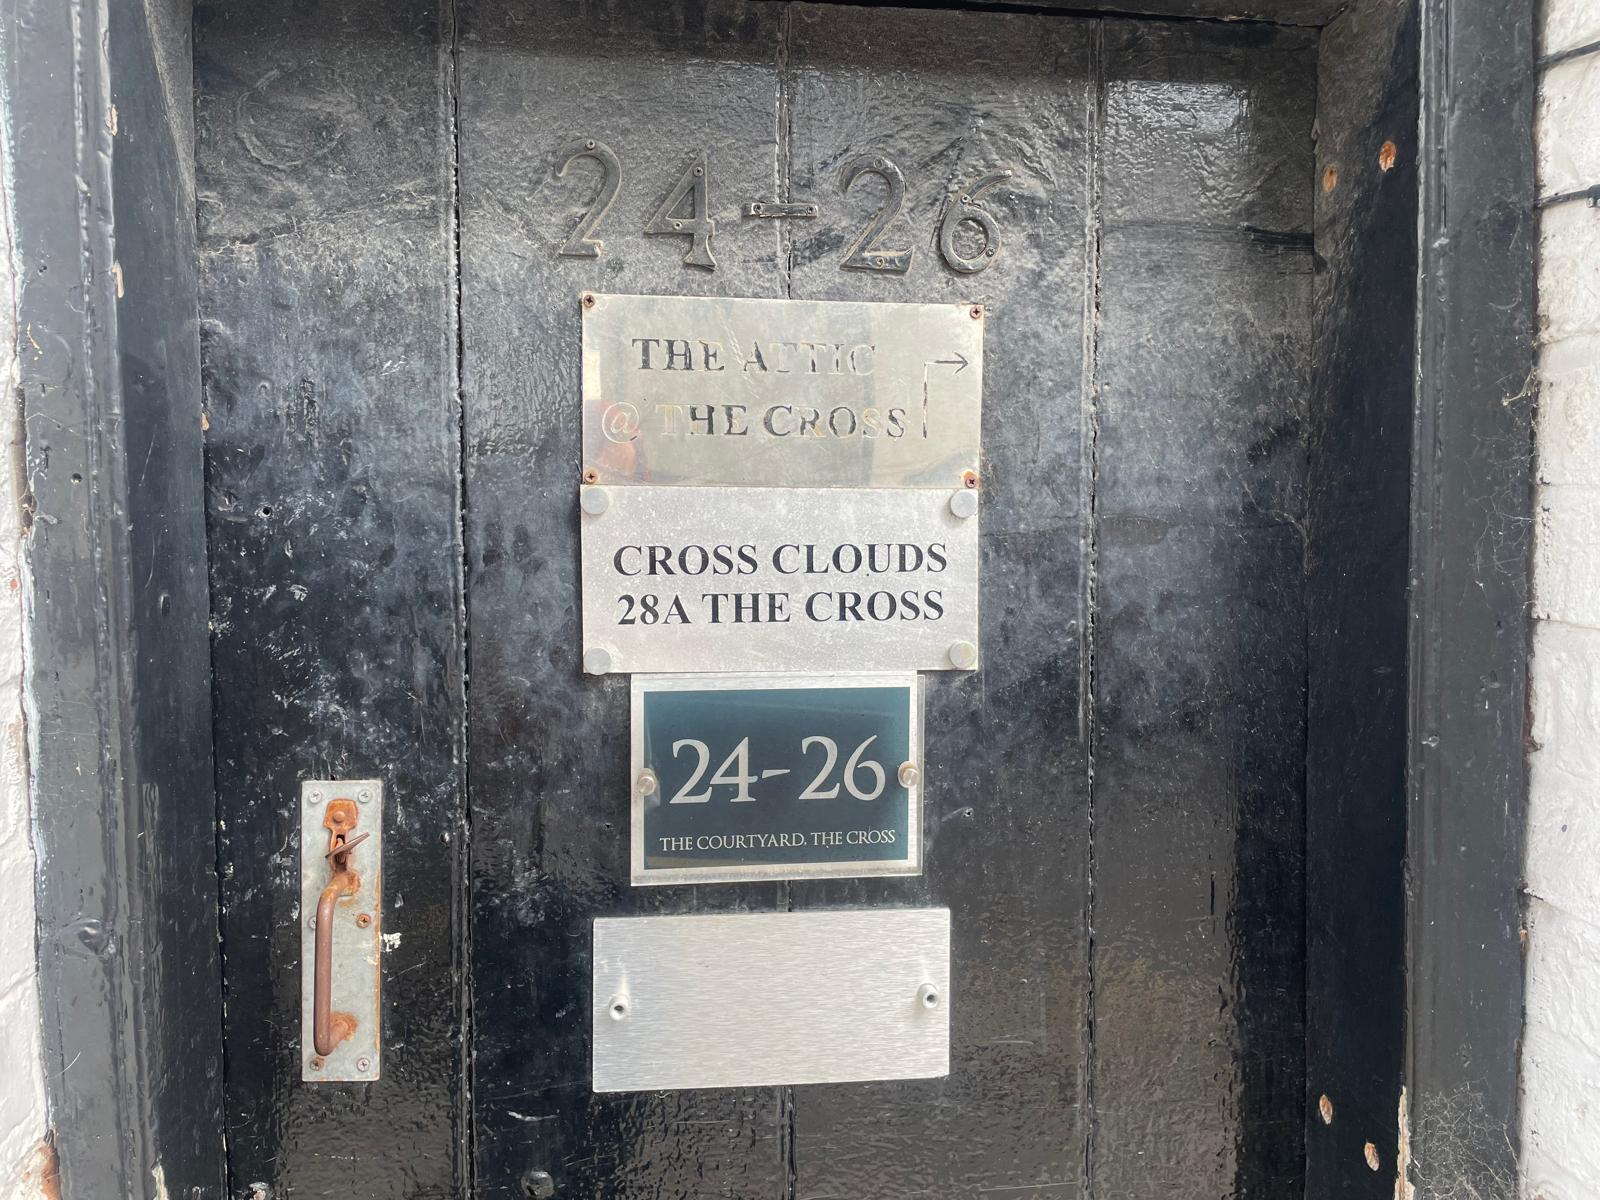 24-26
THE ATTIC
@ THE CROSS
CROSS CLOUDS
28A THE CROSS
24-26
THE COURTYARD, THE CROSS